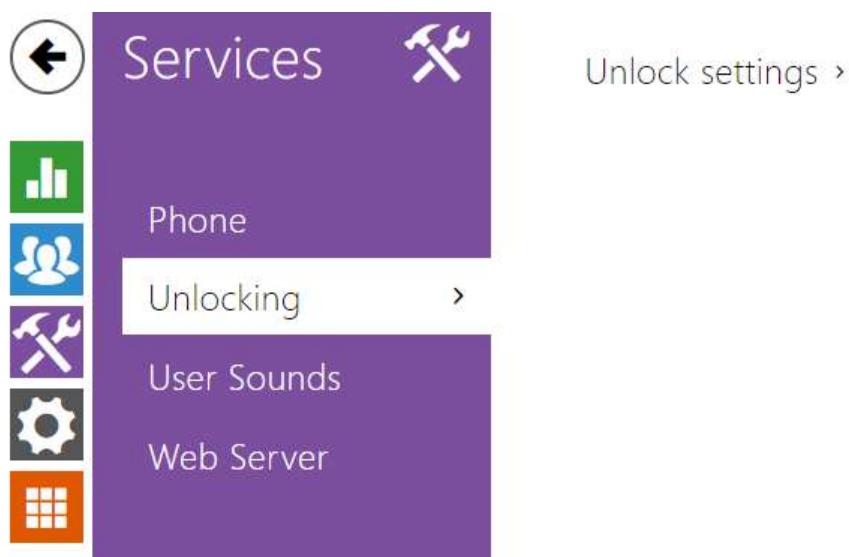 Services
Unlock settings ›
Phone
Unlocking ›
User Sounds
Web Server